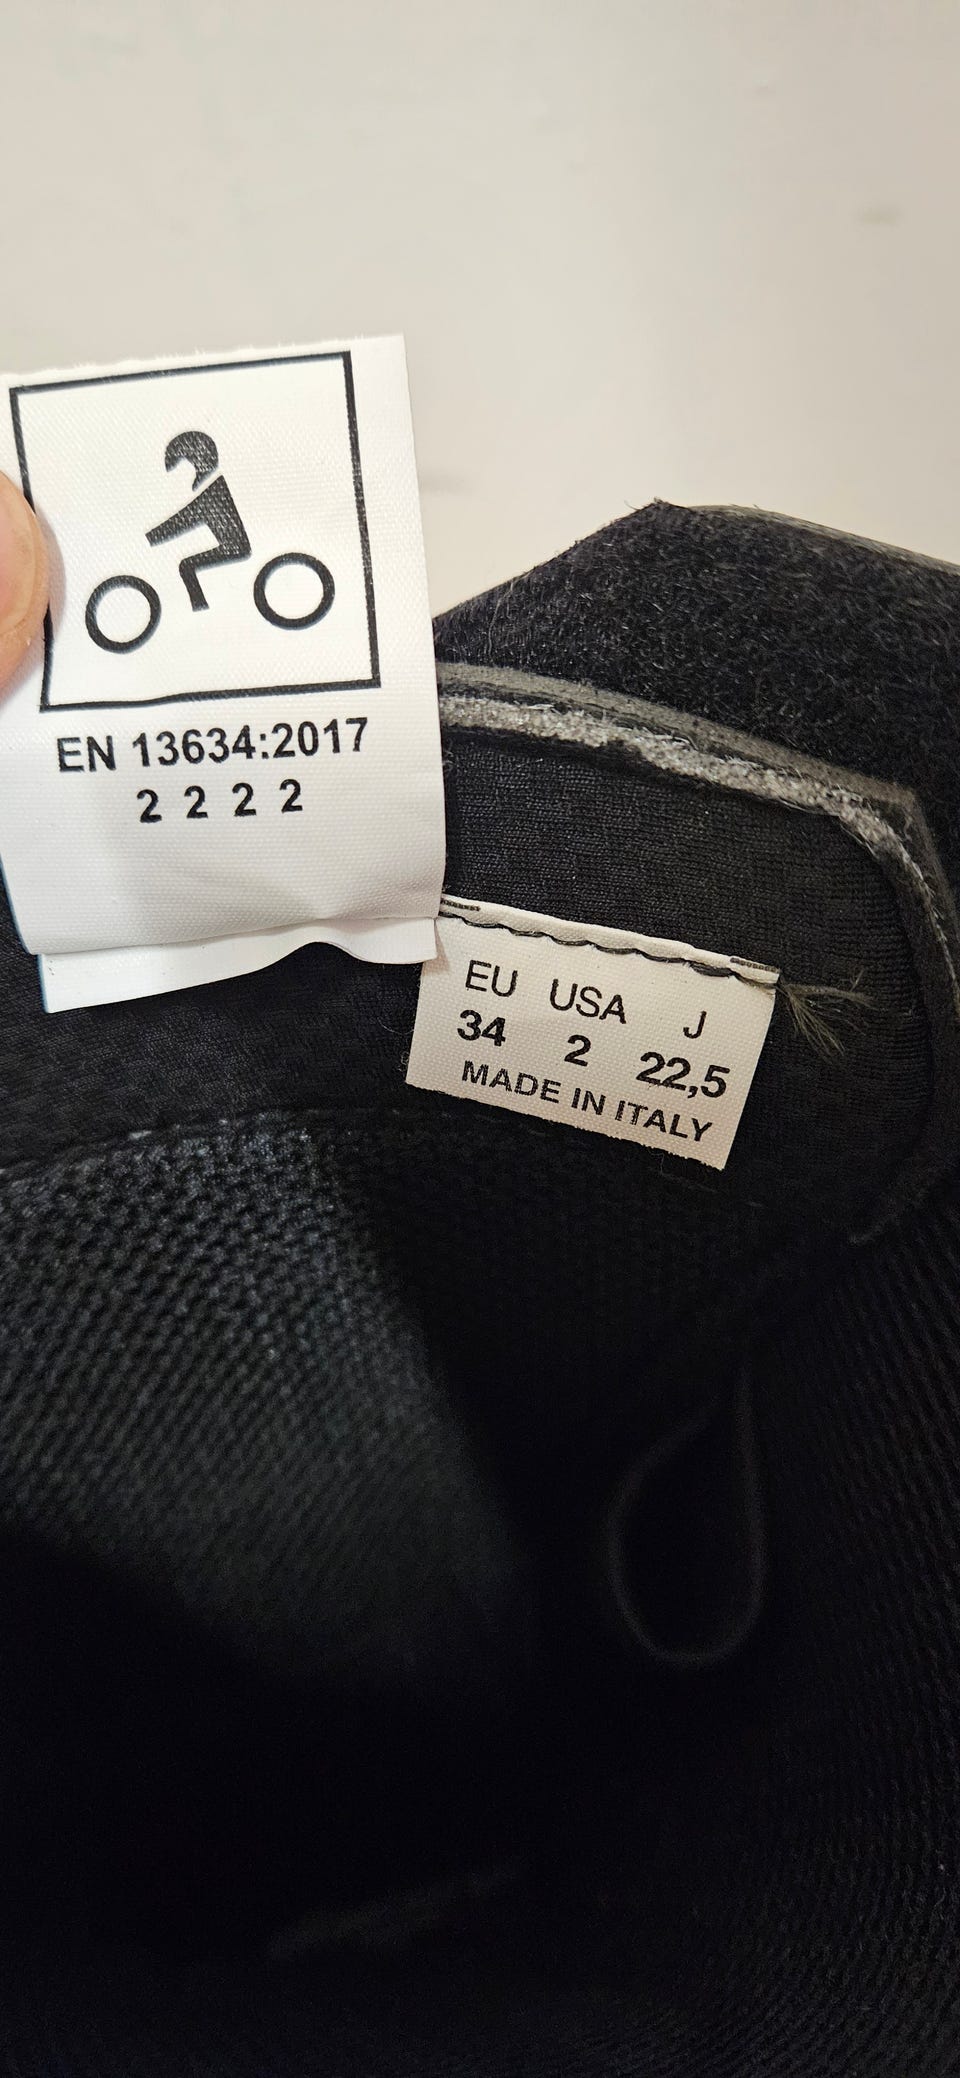 EN 13634:2017
2 2 2 2
EU USA J
34 2 22,5
MADE IN ITALY